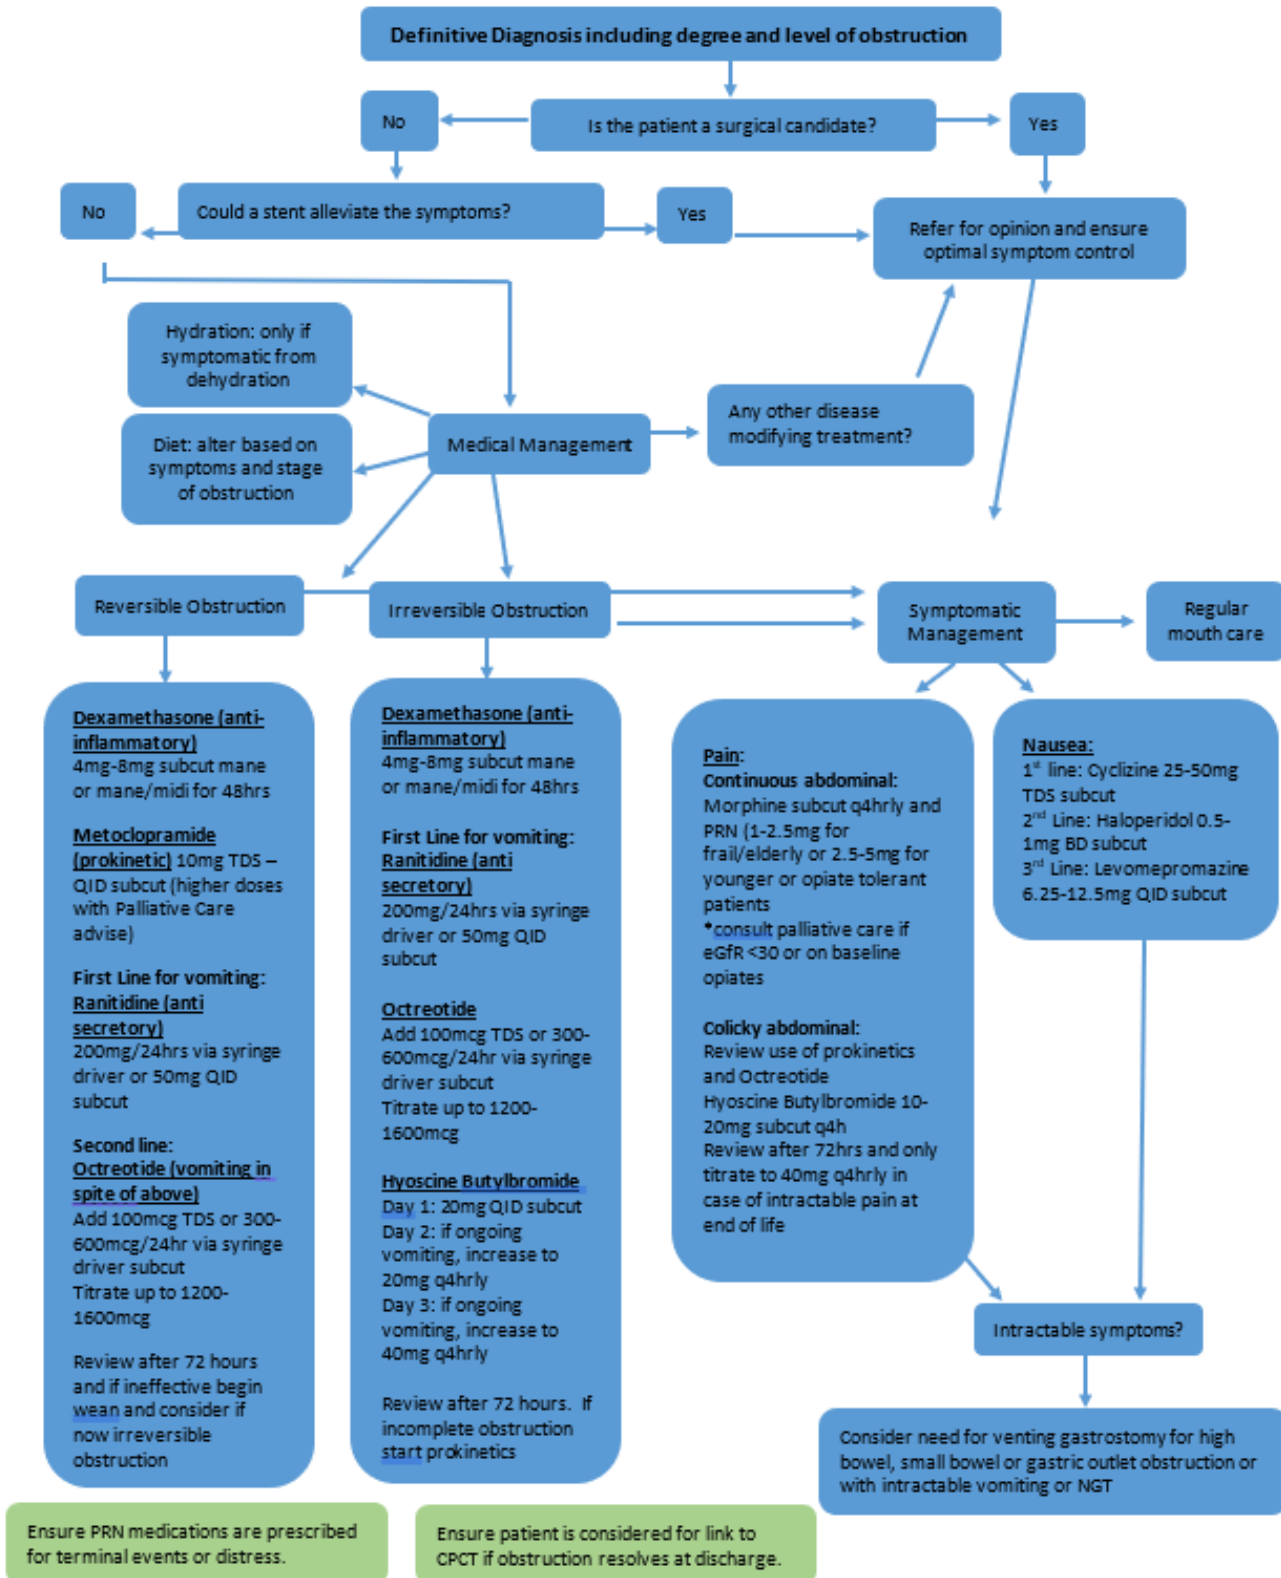 Definitive Diagnosis including degree and level of obstruction
No
Is the patient a surgical candidate?
Yes
No
Could a stent alleviate the symptoms?
Yes
Refer for opinion and ensure
optimal symptom control
Hydration: only if
symptomatic from
dehydration
Diet: alter based on
symptoms and stage
of obstruction
Medical Management
Any other disease
modifying treatment?
Reversible Obstruction
Irreversible Obstruction
Symptomatic
Management
Regular
mouth care
Dexamethasone (anti-
inflammatory)
4mg-8mg subcut mane
or mane/midi for 48hrs
Metoclopramide
(prokinetic) 10mg TDS –
QID subcut (higher doses
with Palliative Care
advise)
First Line for vomiting:
Ranitidine (anti
secretory)
200mg/24hrs via syringe
driver or 50mg QID
subcut
Second line:
Octreotide (vomiting in
spite of above)
Add 100mcg TDS or 300-
600mcg/24hr via syringe
driver subcut
Titrate up to 1200-
1600mcg
Review after 72 hours
and if ineffective begin
wean and consider if
now irreversible
obstruction
Dexamethasone (anti-
inflammatory)
4mg-8mg subcut mane
or mane/midi for 48hrs
First Line for vomiting:
Ranitidine (anti
secretory)
200mg/24hrs via syringe
driver or 50mg QID
subcut
Octreotide
Add 100mcg TDS or 300-
600mcg/24hr via syringe
driver subcut
Titrate up to 1200-
1600mcg
Hyoscine Butylbromide
Day 1: 20mg QID subcut
Day 2: if ongoing
vomiting, increase to
20mg q4hrly
Day 3: if ongoing
vomiting, increase to
40mg q4hrly
Review after 72 hours. If
incomplete obstruction
start prokinetics
Pain:
Continuous abdominal:
Morphine subcut q4hrly and
PRN (1-2.5mg for
frail/elderly or 2.5-5mg for
younger or opiate tolerant
patients
*consult palliative care if
eGfR <30 or on baseline
opiates
Colicky abdominal:
Review use of prokinetics
and Octreotide
Hyoscine Butylbromide 10-
20mg subcut q4h
Review after 72hrs and only
titrate to 40mg q4hrly in
case of intractable pain at
end of life
Nausea:
1st line: Cyclizine 25-50mg
TDS subcut
2nd Line: Haloperidol 0.5-
1mg BD subcut
3rd Line: Levomepromazine
6.25-12.5mg QID subcut
Intractable symptoms?
Consider need for venting gastrostomy for high
bowel, small bowel or gastric outlet obstruction or
with intractable vomiting or NGT
Ensure PRN medications are prescribed
for terminal events or distress.
Ensure patient is considered for link to
CPCT if obstruction resolves at discharge.